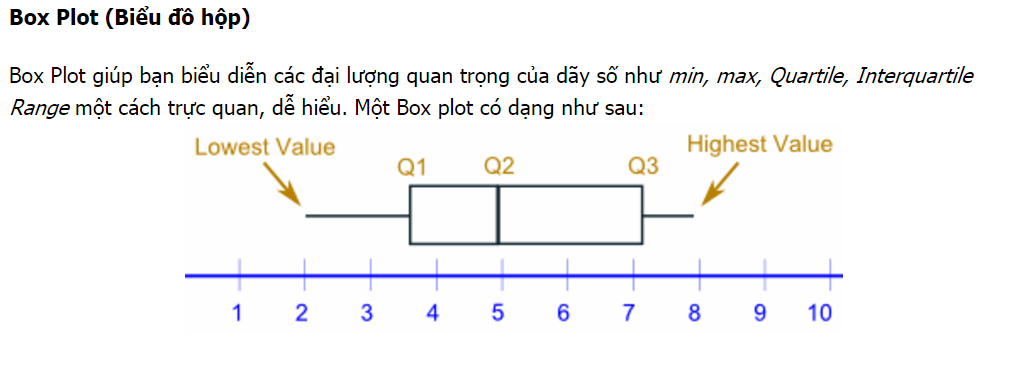 Box Plot (Biểu đồ hộp)
Box Plot giúp bạn biểu diễn các đại lượng quan trọng của dãy số như min, max, Quartile, Interquartile
Range một cách trực quan, dễ hiểu. Một Box plot có dạng như sau:
Lowest Value
Highest Value
Q1 Q2 Q3
1 2 3 4 5 6 7 8 9 10